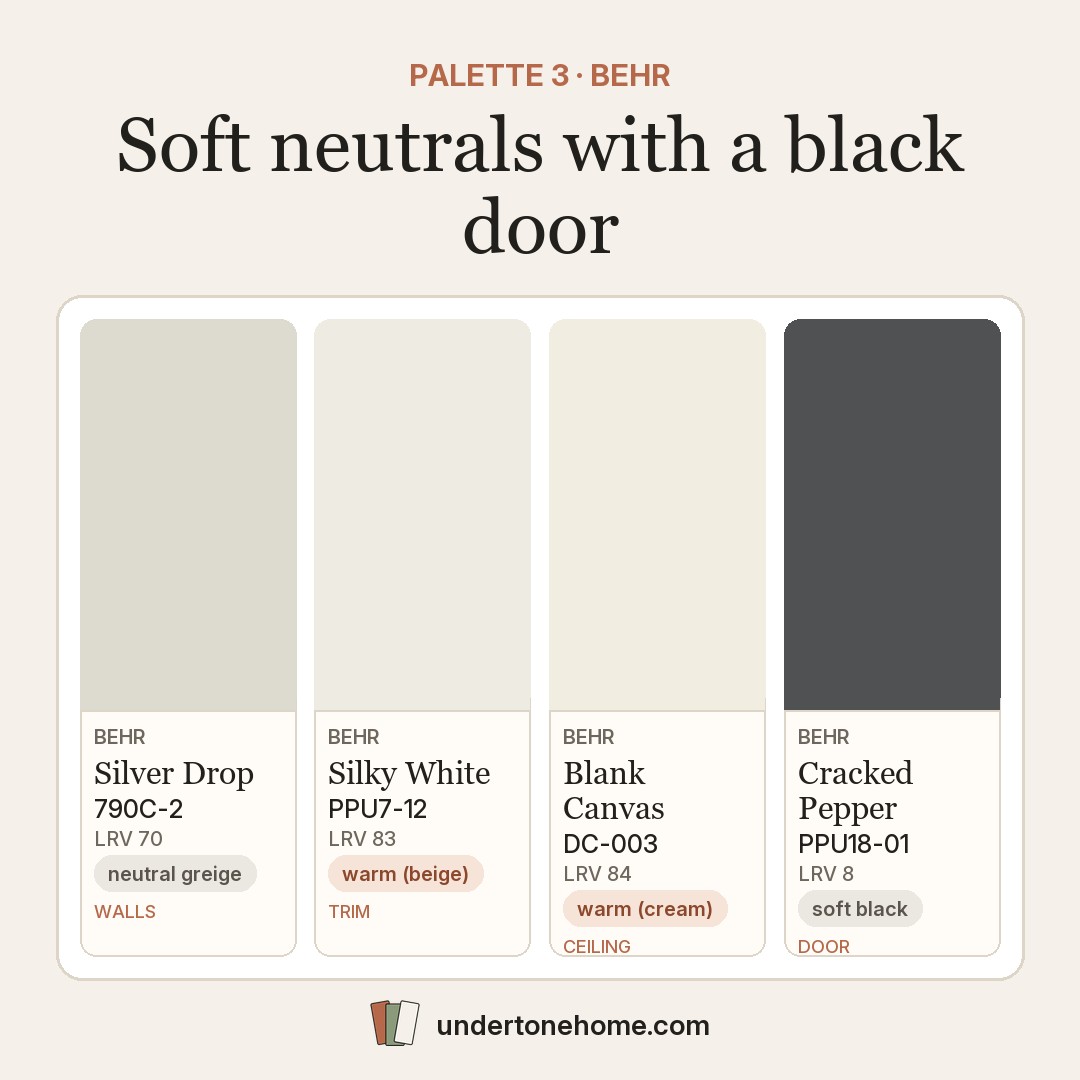 PALETTE 3 · BEHR
Soft neutrals with a black
door
BEHR
Silver Drop
790C-2
LRV 70
neutral greige
WALLS
BEHR
Silky White
PPU7-12
LRV 83
warm (beige)
TRIM
BEHR
Blank
Canvas
DC-003
LRV 84
warm (cream)
CEILING
BEHR
Cracked
Pepper
PPU18-01
LRV 8
soft black
DOOR
undertonehome.com